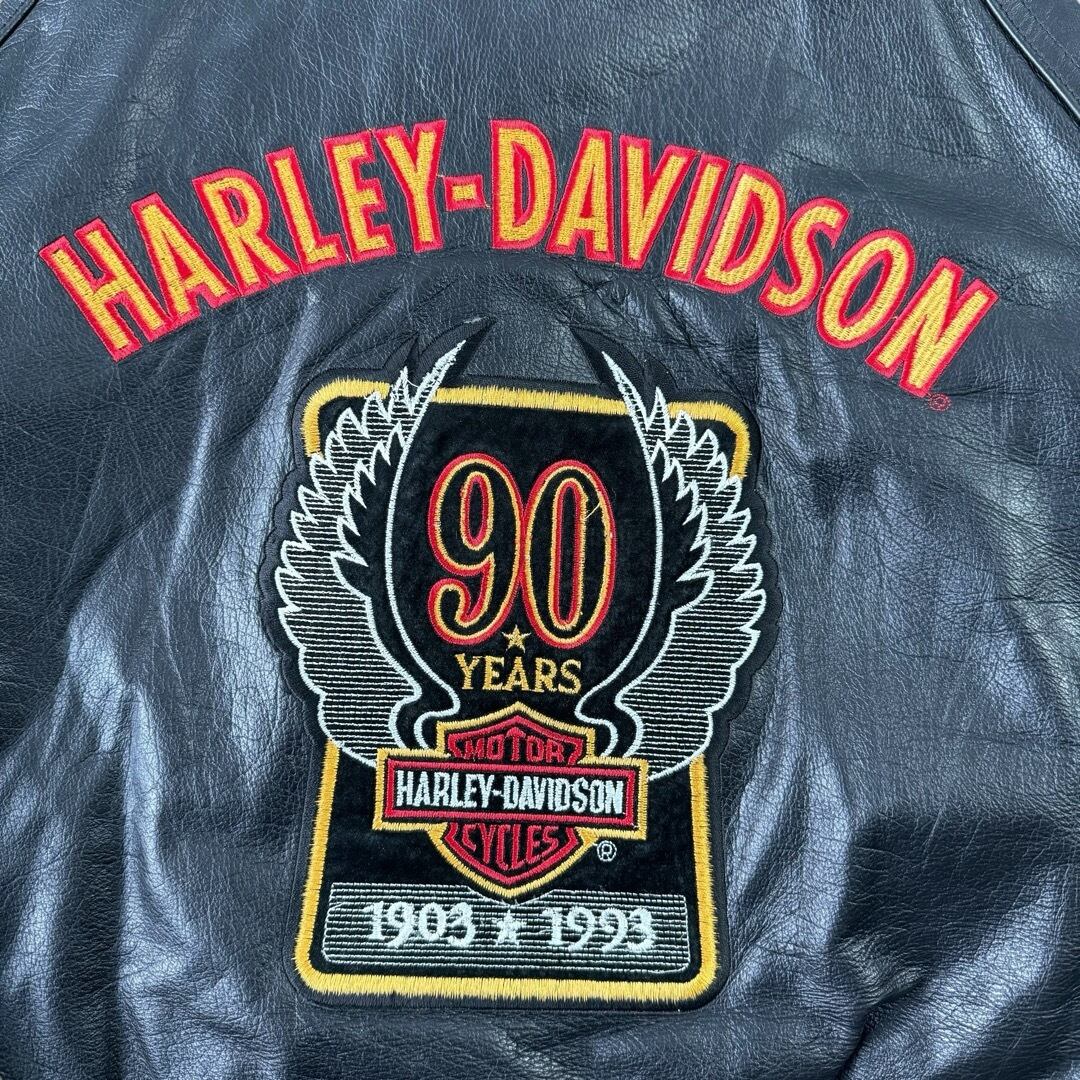 HARLEY-DAVIDSON®
90
YEARS
MOTOR
HARLEY-DAVIDSON
CYCLES
®
1903 ★ 1993